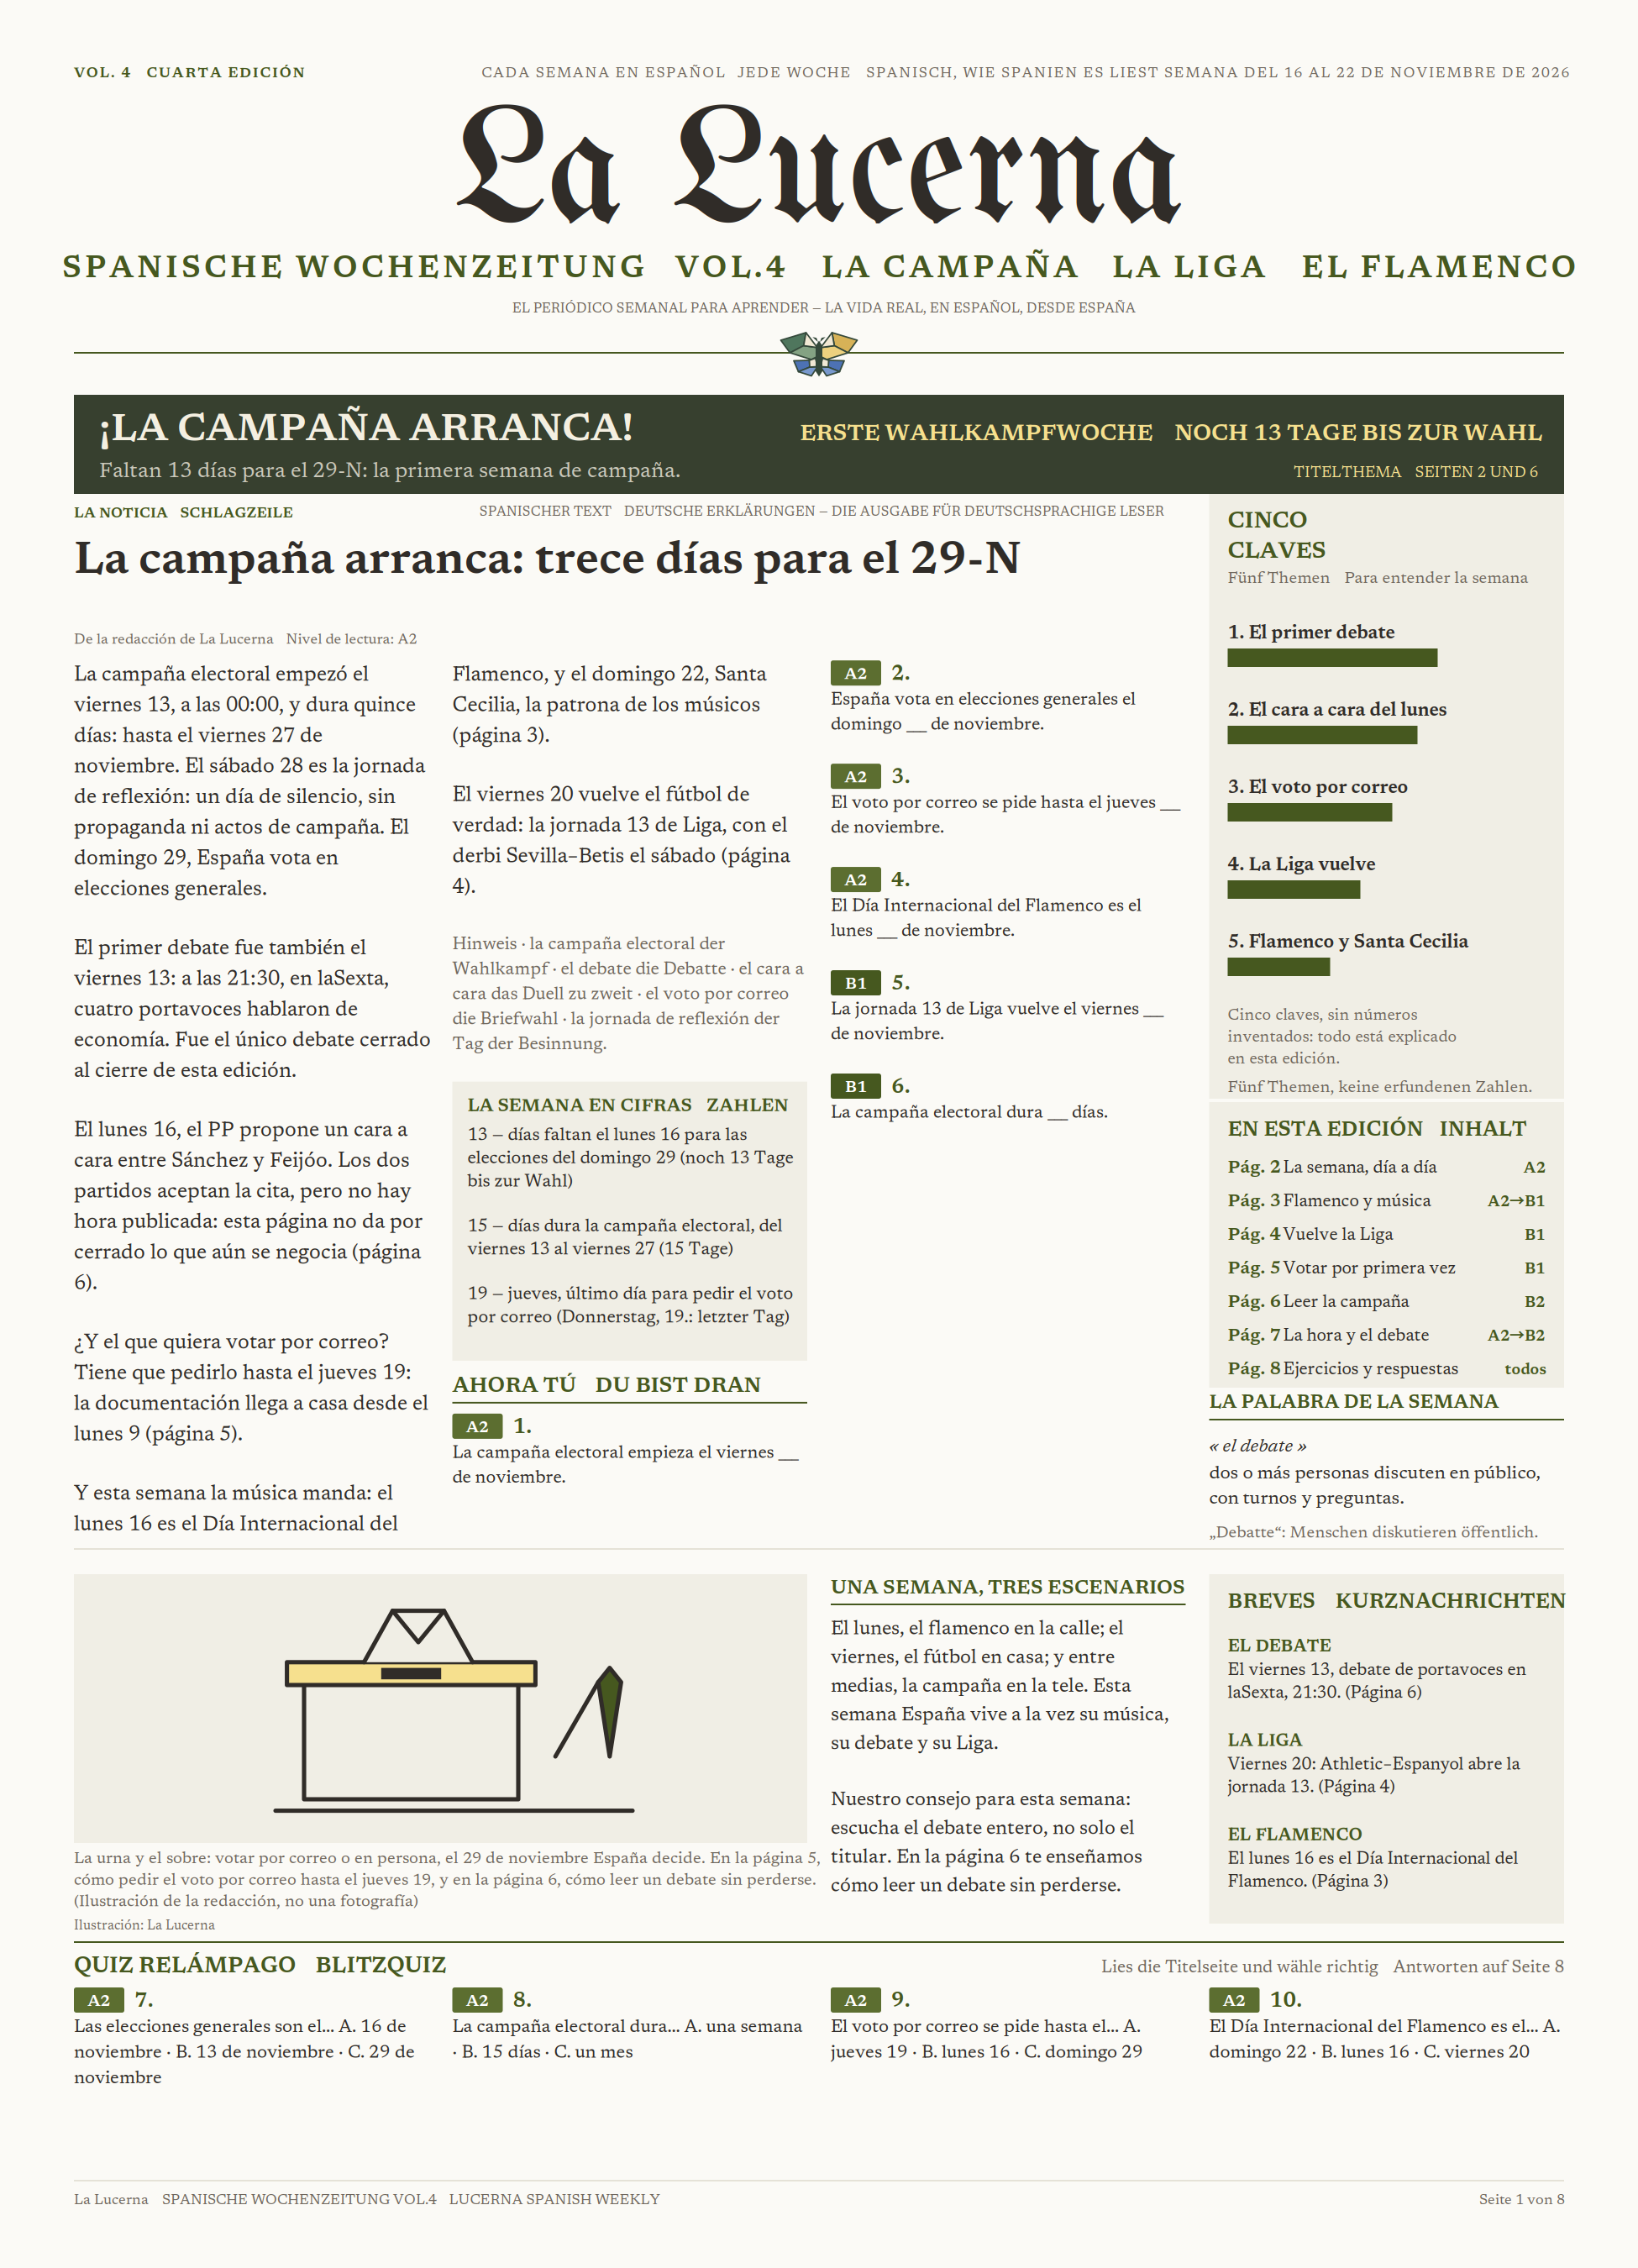 VOL. 4 CUARTA EDICIÓN
CADA SEMANA EN ESPAÑOL JEDE WOCHE SPANISCH, WIE SPANIEN ES LIEST SEMANA DEL 16 AL 22 DE NOVIEMBRE DE 2026
La Lucerna
SPANISCHE WOCHENZEITUNG VOL.4 LA CAMPAÑA LA LIGA EL FLAMENCO
EL PERIÓDICO SEMANAL PARA APRENDER – LA VIDA REAL, EN ESPAÑOL, DESDE ESPAÑA
¡LA CAMPAÑA ARRANCA!
Faltan 13 días para el 29-N: la primera semana de campaña.
ERSTE WAHLKAMPFWOCHE NOCH 13 TAGE BIS ZUR WAHL
TITELTHEMA SEITEN 2 UND 6
LA NOTICIA SCHLAGZEILE
SPANISCHER TEXT DEUTSCHE ERKLÄRUNGEN – DIE AUSGABE FÜR DEUTSCHSPRACHIGE LESER
La campaña arranca: trece días para el 29-N
De la redacción de La Lucerna Nivel de lectura: A2
La campaña electoral empezó el
viernes 13, a las 00:00, y dura quince
días: hasta el viernes 27 de
noviembre. El sábado 28 es la jornada
de reflexión: un día de silencio, sin
propaganda ni actos de campaña. El
domingo 29, España vota en
elecciones generales.
El primer debate fue también el
viernes 13: a las 21:30, en laSexta,
cuatro portavoces hablaron de
economía. Fue el único debate cerrado
al cierre de esta edición.
El lunes 16, el PP propone un cara a
cara entre Sánchez y Feijóo. Los dos
partidos aceptan la cita, pero no hay
hora publicada: esta página no da por
cerrado lo que aún se negocia (página
6).
¿Y el que quiera votar por correo?
Tiene que pedirlo hasta el jueves 19:
la documentación llega a casa desde el
lunes 9 (página 5).
Y esta semana la música manda: el
lunes 16 es el Día Internacional del
Flamenco, y el domingo 22, Santa
Cecilia, la patrona de los músicos
(página 3).
El viernes 20 vuelve el fútbol de
verdad: la jornada 13 de Liga, con el
derbi Sevilla–Betis el sábado (página
4).
Hinweis · la campaña electoral der
Wahlkampf · el debate die Debatte · el cara a
cara das Duell zu zweit · el voto por correo
die Briefwahl · la jornada de reflexión der
Tag der Besinnung.
LA SEMANA EN CIFRAS ZAHLEN
13 – días faltan el lunes 16 para las
elecciones del domingo 29 (noch 13 Tage
bis zur Wahl)
15 – días dura la campaña electoral, del
viernes 13 al viernes 27 (15 Tage)
19 – jueves, último día para pedir el voto
por correo (Donnerstag, 19.: letzter Tag)
AHORA TÚ DU BIST DRAN
A2 1.
La campaña electoral empieza el viernes __
de noviembre.
A2 2.
España vota en elecciones generales el
domingo __ de noviembre.
A2 3.
El voto por correo se pide hasta el jueves __
de noviembre.
A2 4.
El Día Internacional del Flamenco es el
lunes __ de noviembre.
B1 5.
La jornada 13 de Liga vuelve el viernes __
de noviembre.
B1 6.
La campaña electoral dura __ días.
CINCO
CLAVES
Fünf Themen Para entender la semana
1. El primer debate
2. El cara a cara del lunes
3. El voto por correo
4. La Liga vuelve
5. Flamenco y Santa Cecilia
Cinco claves, sin números
inventados: todo está explicado
en esta edición.
Fünf Themen, keine erfundenen Zahlen.
EN ESTA EDICIÓN INHALT
Pág. 2 La semana, día a día A2
Pág. 3 Flamenco y música A2→B1
Pág. 4 Vuelve la Liga B1
Pág. 5 Votar por primera vez B1
Pág. 6 Leer la campaña B2
Pág. 7 La hora y el debate A2→B2
Pág. 8 Ejercicios y respuestas todos
LA PALABRA DE LA SEMANA
« el debate »
dos o más personas discuten en público,
con turnos y preguntas.
„Debatte“: Menschen diskutieren öffentlich.
La urna y el sobre: votar por correo o en persona, el 29 de noviembre España decide. En la página 5,
cómo pedir el voto por correo hasta el jueves 19, y en la página 6, cómo leer un debate sin perderse.
(Ilustración de la redacción, no una fotografía)
Ilustración: La Lucerna
UNA SEMANA, TRES ESCENARIOS
El lunes, el flamenco en la calle; el
viernes, el fútbol en casa; y entre
medias, la campaña en la tele. Esta
semana España vive a la vez su música,
su debate y su Liga.
Nuestro consejo para esta semana:
escucha el debate entero, no solo el
titular. En la página 6 te enseñamos
cómo leer un debate sin perderse.
BREVES KURZNACHRICHTEN
EL DEBATE
El viernes 13, debate de portavoces en
laSexta, 21:30. (Página 6)
LA LIGA
Viernes 20: Athletic–Espanyol abre la
jornada 13. (Página 4)
EL FLAMENCO
El lunes 16 es el Día Internacional del
Flamenco. (Página 3)
QUIZ RELÁMPAGO BLITZQUIZ
Lies die Titelseite und wähle richtig Antworten auf Seite 8
A2 7.
Las elecciones generales son el... A. 16 de
noviembre · B. 13 de noviembre · C. 29 de
noviembre
A2 8.
La campaña electoral dura... A. una semana
· B. 15 días · C. un mes
A2 9.
El voto por correo se pide hasta el... A.
jueves 19 · B. lunes 16 · C. domingo 29
A2 10.
El Día Internacional del Flamenco es el... A.
domingo 22 · B. lunes 16 · C. viernes 20
La Lucerna SPANISCHE WOCHENZEITUNG VOL.4 LUCERNA SPANISH WEEKLY
Seite 1 von 8